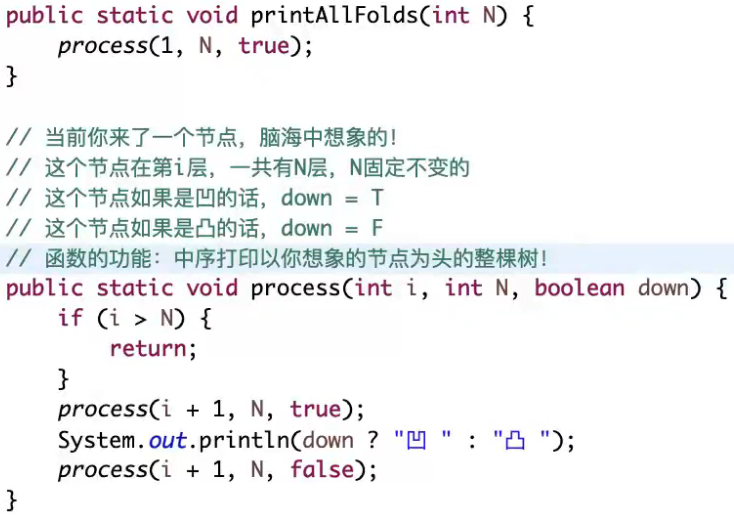 public static void printAllFolds(int N) {
    process(1, N, true);
}

// 当前你来了一个节点，脑海中想象的！
// 这个节点在第i层，一共有N层，N固定不变的
// 这个节点如果是凹的话，down = T
// 这个节点如果是凸的话，down = F
// 函数的功能：中序打印以你想象的节点为头的整棵树！
public static void process(int i, int N, boolean down) {
    if (i > N) {
        return;
    }
    process(i + 1, N, true);
    System.out.println(down ? "凹 " : "凸 ");
    process(i + 1, N, false);
}